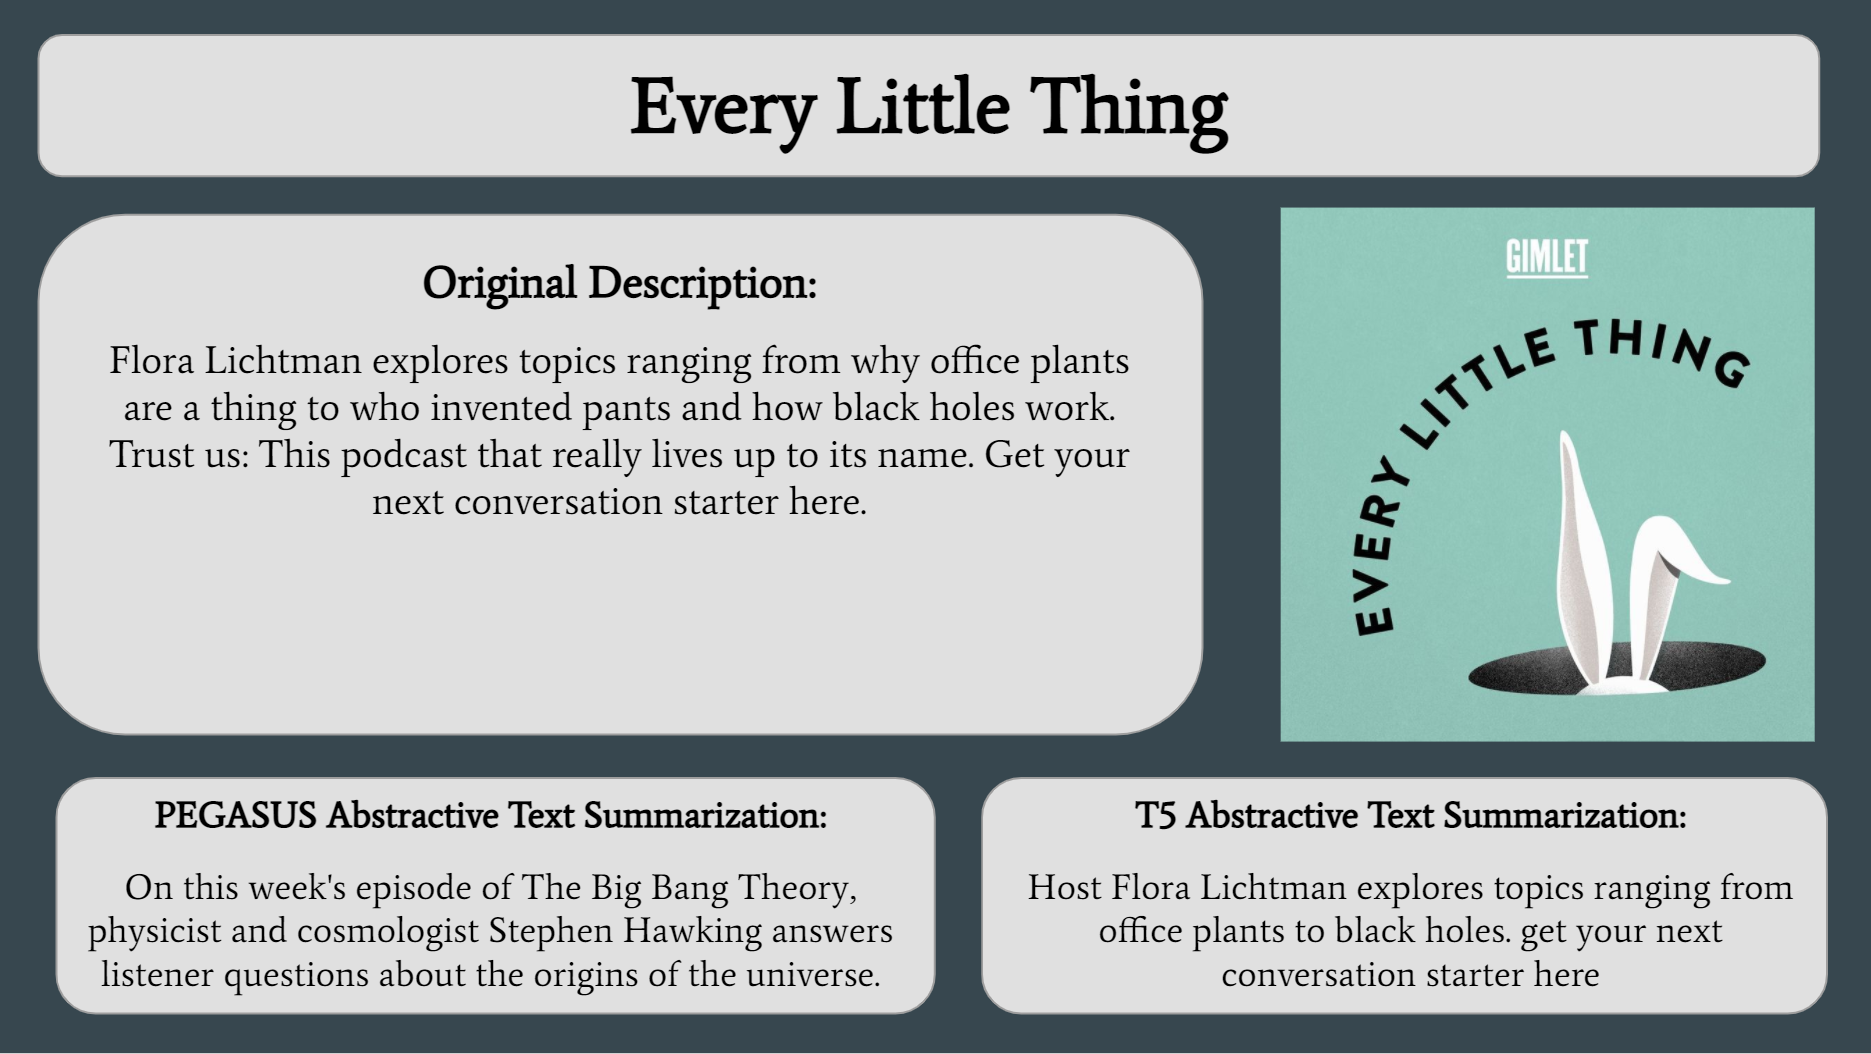 Every Little Thing
Original Description:
Flora Lichtman explores topics ranging from why office plants
are a thing to who invented pants and how black holes work.
Trust us: This podcast that really lives up to its name. Get your
next conversation starter here.
GIMLET
EVERY LITTLE THING
PEGASUS Abstractive Text Summarization:
On this week's episode of The Big Bang Theory,
physicist and cosmologist Stephen Hawking answers
listener questions about the origins of the universe.
T5 Abstractive Text Summarization:
Host Flora Lichtman explores topics ranging from
office plants to black holes. get your next
conversation starter here